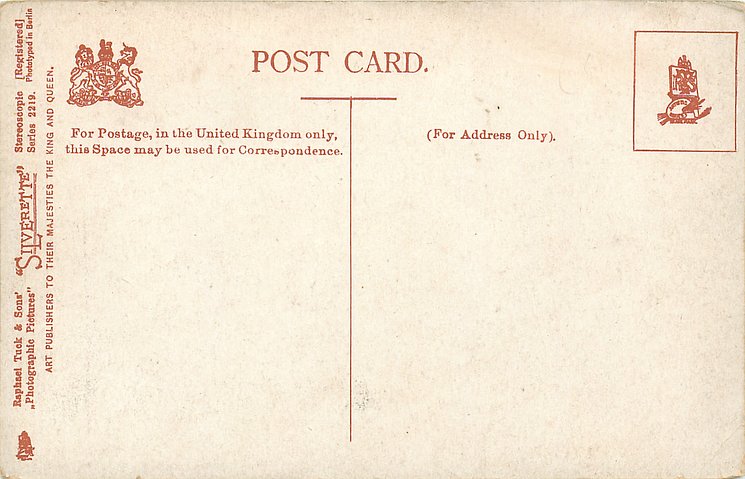 POST CARD.
For Postage, in the United Kingdom only,
this Space may be used for Correspondence.
(For Address Only).
Raphael Tuck & Sons' "SILVERETTE" Stereoscopic [Registered]
„Photographic Pictures" Series 2219. Phototyped in Berlin
ART PUBLISHERS TO THEIR MAJESTIES THE KING AND QUEEN.